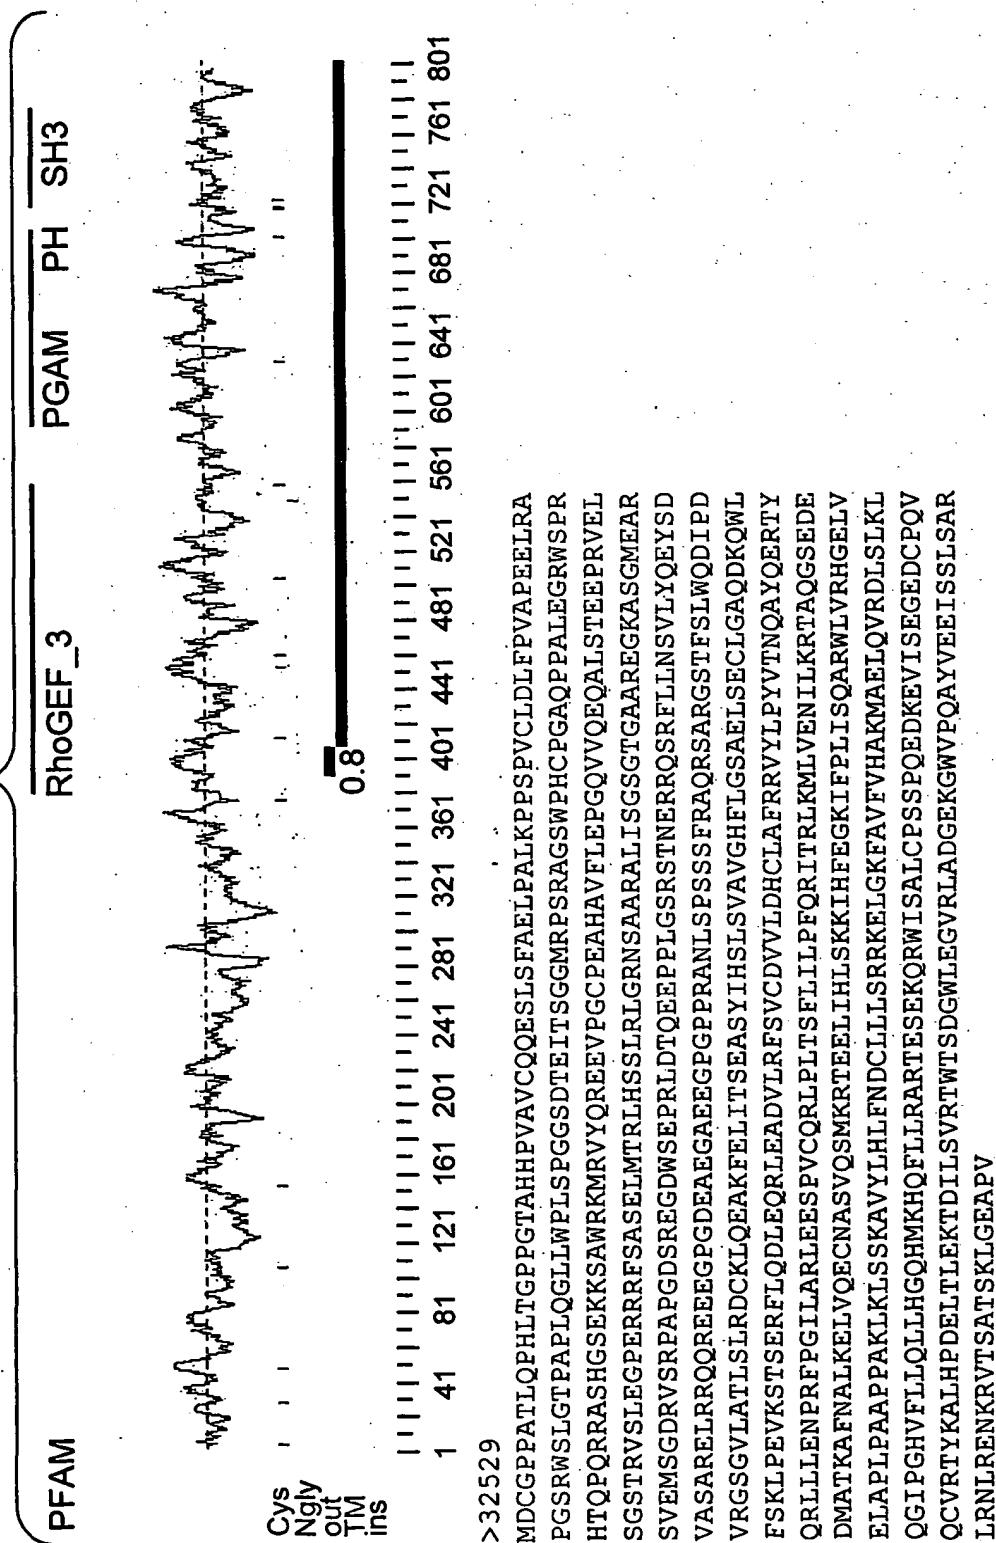 PFAM
RhoGEF_3
PGAM PH SH3
Cys
Ngly
out
TM
ins
0.8
1 41 81 121 161 201 241 281 321 361 401 441 481 521 561 601 641 681 721 761 801
>32529
MDCGPPATLQPHLTGPPGTAHHPVAVCQQESLSFAELPALKPPSPVCLDLFPVAPEELRA
PGSRWSLGTPAPLQGLLWPLSPGGSDTEITSGGMRPSRAGSWPHCPGAQPPALEGRWSPR
HTQPQRRASHGSEKKSAWRKMRVYQREEVPGCPEAHAVFLEPGQVVQEQALSTEEPRVEL
SGSTRVSLEGPERRRFSASELMTRLHSSLRLGRNSAARALISGSGTGAAREGKASGMEAR
SVEMSGDRVSRPAPGDSREGDWSEPRLDTQEEPPLGSRSTNERRQSRFLLNSVLYQEYSD
VASARELRRQQREEEGPGDEAEGAEEGPGPPRANLSPSSSFRAQRSARGSTFSLWQDIPD
VRGSGVLATLSLRDCKLQEAKFELITSEASYIHSLSVAVGHFLGSAELSECLGAQDKQWL
FSKLPEVKSTSERFLQDLEQRLEADVLRFSVCDVVLDHCLAFRRVYLPYVTNQAYQERTY
QRLLLENPRFPGILARLEESPVCQRLPLTSFLILPFQRITRLKMLVENILKRTAQGSEDE
DMATKAFNALKELVQECNASVQSMKRTEELIHLSKKIHFEGKIFPLISQARWLVRHGELV
ELAPLPAAPPAKLKLSSKAVYLHLFNDCLLLSRRKELGKFAVFVHAKMAELQVRDLSLKL
QGIPGHVFLLQLLHGQHMKHQFLLRARTESEKQRWISALCPSSPQEDKEVISEGEDCPQV
QCVRTYKALHPDELTLEKTDILSVRTWTSDGWLEGVRLADGEKGWVPQAYVEEISSLSAR
LRNLRENKRVTSATSKLGEAPV